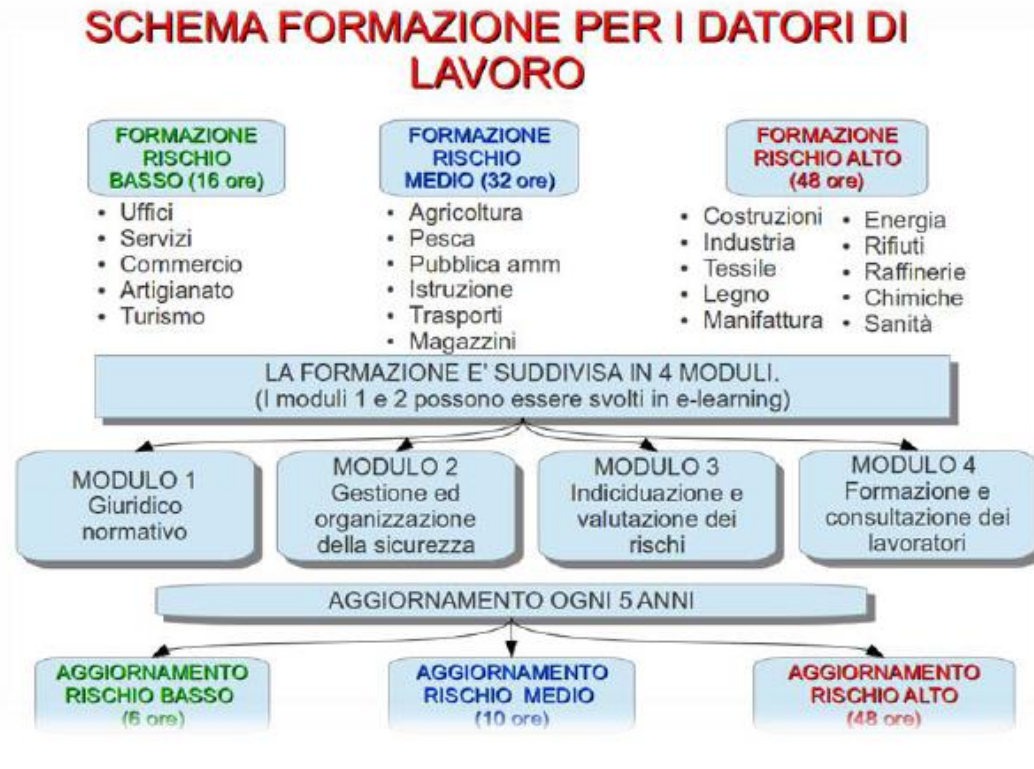 SCHEMA FORMAZIONE PER I DATORI DI
LAVORO
FORMAZIONE
RISCHIO
BASSO (16 ore)
• Uffici
• Servizi
• Commercio
• Artigianato
• Turismo
FORMAZIONE
RISCHIO
MEDIO (32 ore)
• Agricoltura
• Pesca
• Pubblica amm
• Istruzione
• Trasporti
• Magazzini
FORMAZIONE
RISCHIO ALTO
(48 ore)
• Costruzioni
• Industria
• Tessile
• Legno
• Manifattura
• Energia
• Rifiuti
• Raffinerie
• Chimiche
• Sanità
LA FORMAZIONE E' SUDDIVISA IN 4 MODULI.
(I moduli 1 e 2 possono essere svolti in e-learning)
MODULO 1
Giuridico
normativo
MODULO 2
Gestione ed
organizzazione
della sicurezza
MODULO 3
Indiciduazione e
valutazione dei
rischi
MODULO 4
Formazione e
consultazione dei
lavoratori
AGGIORNAMENTO OGNI 5 ANNI
AGGIORNAMENTO
RISCHIO BASSO
(6 ore)
AGGIORNAMENTO
RISCHIO MEDIO
(10 ore)
AGGIORNAMENTO
RISCHIO ALTO
(48 ore)